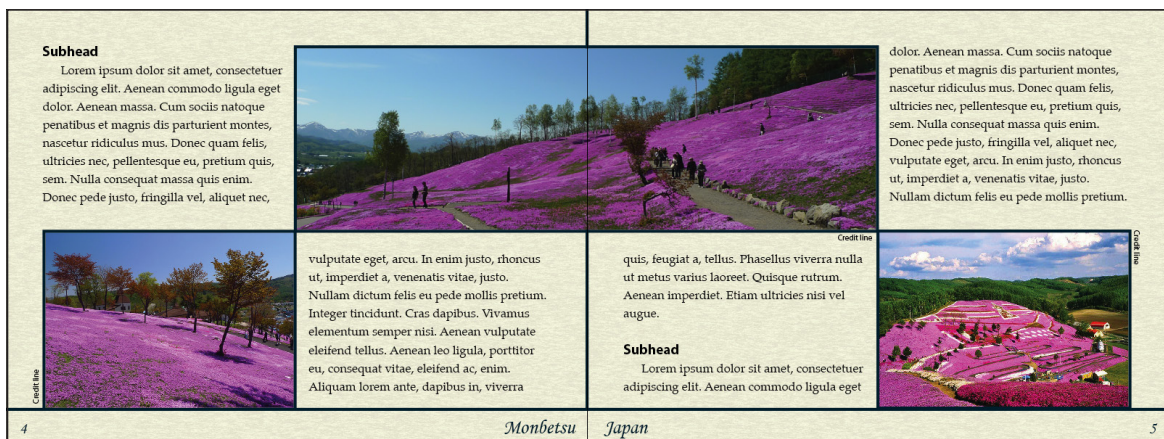 Subhead
Lorem ipsum dolor sit amet, consectetuer
adipiscing elit. Aenean commodo ligula eget
dolor. Aenean massa. Cum sociis natoque
penatibus et magnis dis parturient montes,
nascetur ridiculus mus. Donec quam felis,
ultricies nec, pellentesque eu, pretium quis,
sem. Nulla consequat massa quis enim.
Donec pede justo, fringilla vel, aliquet nec,
Credit line
vulputate eget, arcu. In enim justo, rhoncus
ut, imperdiet a, venenatis vitae, justo.
Nullam dictum felis eu pede mollis pretium.
Integer tincidunt. Cras dapibus. Vivamus
elementum semper nisi. Aenean vulputate
eleifend tellus. Aenean leo ligula, porttitor
eu, consequat vitae, eleifend ac, enim.
Aliquam lorem ante, dapibus in, viverra
Credit line
quis, feugiat a, tellus. Phasellus viverra nulla
ut metus varius laoreet. Quisque rutrum.
Aenean imperdiet. Etiam ultricies nisi vel
augue.
Subhead
Lorem ipsum dolor sit amet, consectetuer
adipiscing elit. Aenean commodo ligula eget
dolor. Aenean massa. Cum sociis natoque
penatibus et magnis dis parturient montes,
nascetur ridiculus mus. Donec quam felis,
ultricies nec, pellentesque eu, pretium quis,
sem. Nulla consequat massa quis enim.
Donec pede justo, fringilla vel, aliquet nec,
vulputate eget, arcu. In enim justo, rhoncus
ut, imperdiet a, venenatis vitae, justo.
Nullam dictum felis eu pede mollis pretium.
Credit line
4
Monbetsu
Japan
5